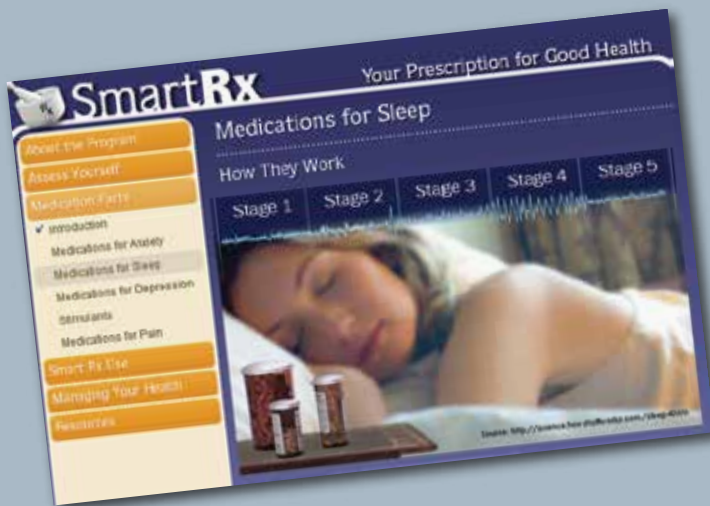 SmartRx
Your Prescription for Good Health
About the Program
Assess Yourself
Medication Facts
Introduction
Medications for Anxiety
Medications for Sleep
Medications for Depression
Stimulants
Medications for Pain
Smart Rx Use
Managing Your Health
Resources
Medications for Sleep
How They Work
Stage 1 Stage 2 Stage 3 Stage 4 Stage 5
Source: